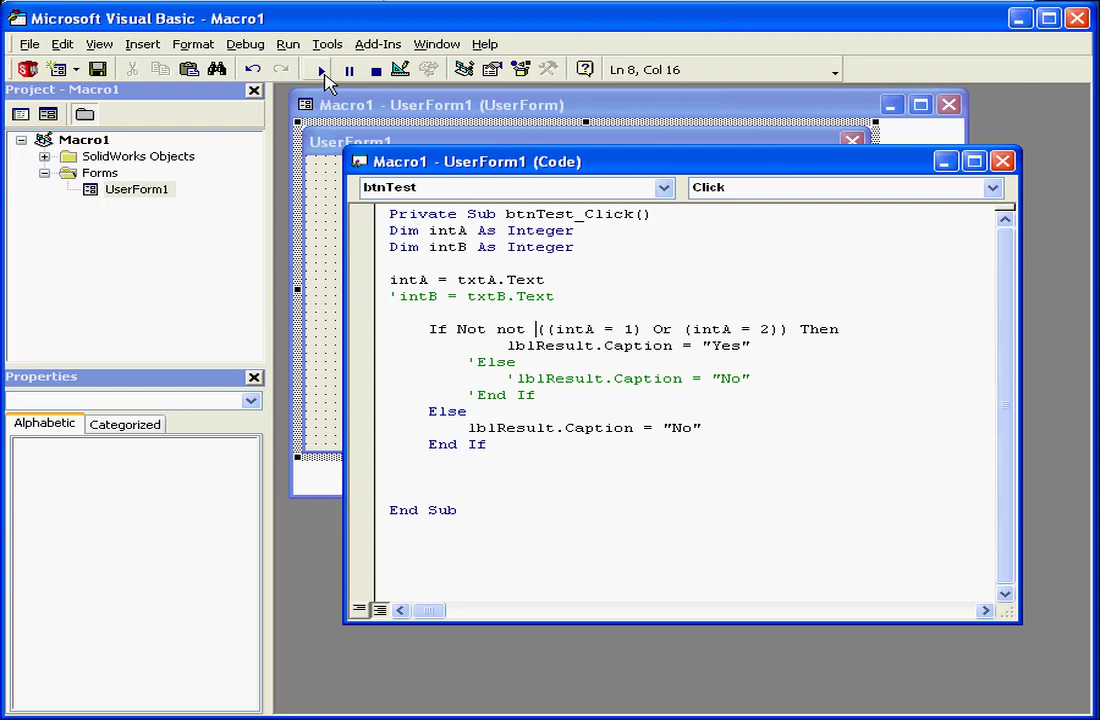 Microsoft Visual Basic - Macro1
File Edit View Insert Format Debug Run Tools Add-Ins Window Help
Ln 8, Col 16
Project - Macro1
Macro1
SolidWorks Objects
Forms
UserForm1
Properties
Alphabetic Categorized
Macro1 - UserForm1 (UserForm)
UserForm1
Macro1 - UserForm1 (Code)
btnTest Click
Private Sub btnTest_Click()
Dim intA As Integer
Dim intB As Integer
intA = txtA.Text
'intB = txtB.Text
If Not not ((intA = 1) Or (intA = 2)) Then
lblResult.Caption = "Yes"
'Else
'lblResult.Caption = "No"
'End If
Else
lblResult.Caption = "No"
End If
End Sub